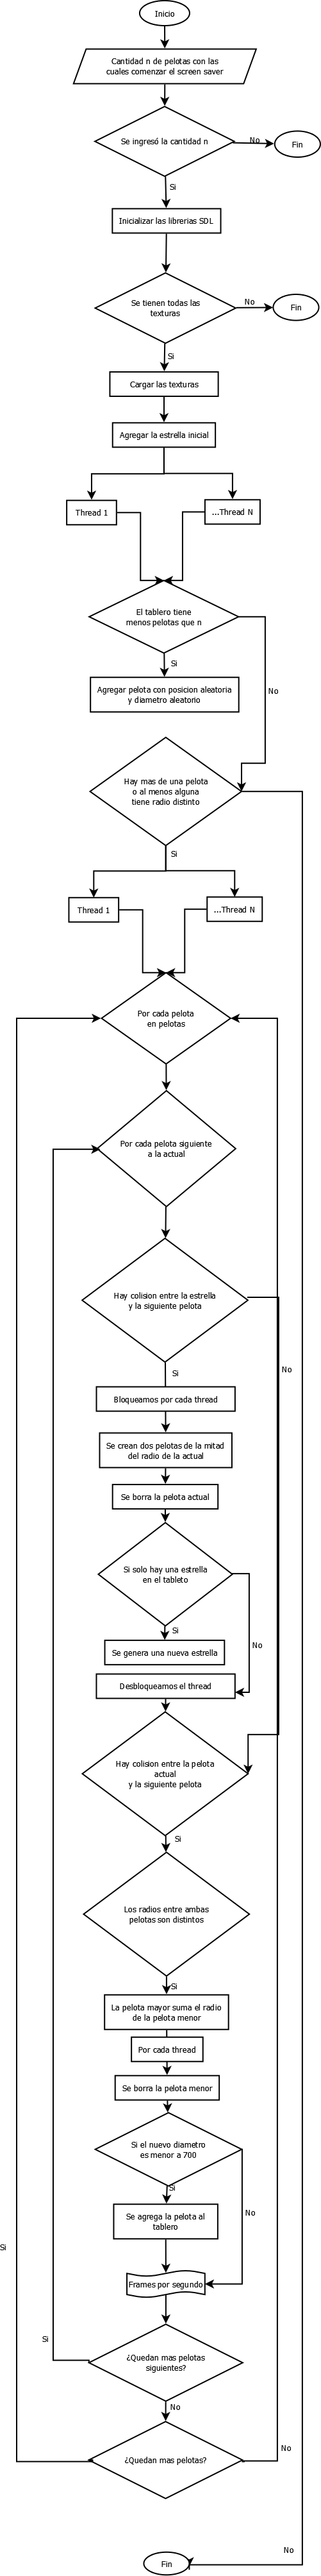 Inicio
Cantidad n de pelotas con las
cuales comenzar el screen saver
Se ingresó la cantidad n
No
Fin
Si
Inicializar las librerias SDL
Se tienen todas las
texturas
No
Fin
Si
Cargar las texturas
Agregar la estrella inicial
Thread 1
...Thread N
El tablero tiene
menos pelotas que n
Si
No
Agregar pelota con posicion aleatoria
y diametro aleatorio
Hay mas de una pelota
o al menos alguna
tiene radio distinto
Si
Thread 1
...Thread N
Por cada pelota
en pelotas
Por cada pelota siguiente
a la actual
Hay colision entre la estrella
y la siguiente pelota
No
Si
Bloqueamos por cada thread
Se crean dos pelotas de la mitad
del radio de la actual
Se borra la pelota actual
Si solo hay una estrella
en el tableto
Si
No
Se genera una nueva estrella
Desbloqueamos el thread
Hay colision entre la pelota
actual
y la siguiente pelota
Si
Los radios entre ambas
pelotas son distintos
Si
La pelota mayor suma el radio
de la pelota menor
Por cada thread
Se borra la pelota menor
Si el nuevo diametro
es menor a 700
Si
No
Se agrega la pelota al
tablero
Si
Frames por segundo
Si
¿Quedan mas pelotas
siguientes?
No
¿Quedan mas pelotas?
No
No
Fin